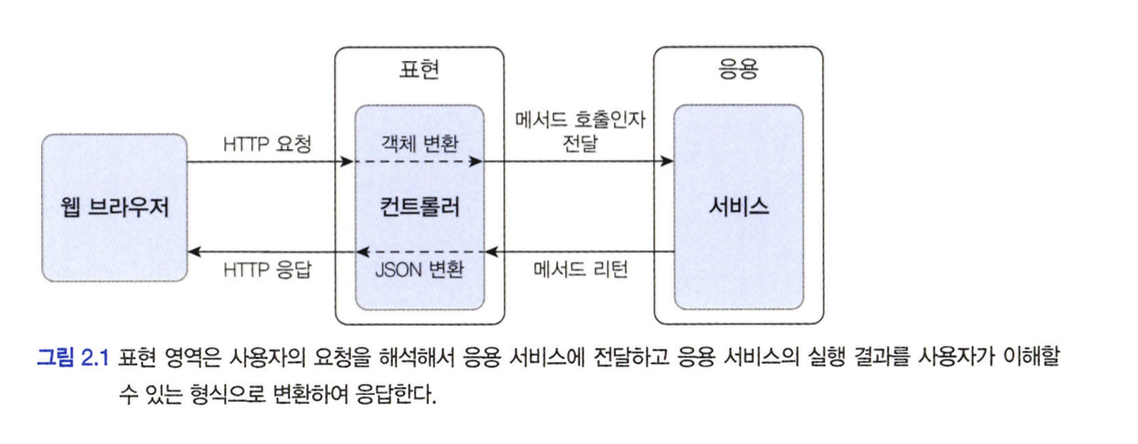 표현
응용
메서드 호출인자
전달
HTTP 요청
객체 변환
웹 브라우저
컨트롤러
서비스
HTTP 응답
JSON 변환
메서드 리턴
그림 2.1 표현 영역은 사용자의 요청을 해석해서 응용 서비스에 전달하고 응용 서비스의 실행 결과를 사용자가 이해할
수 있는 형식으로 변환하여 응답한다.